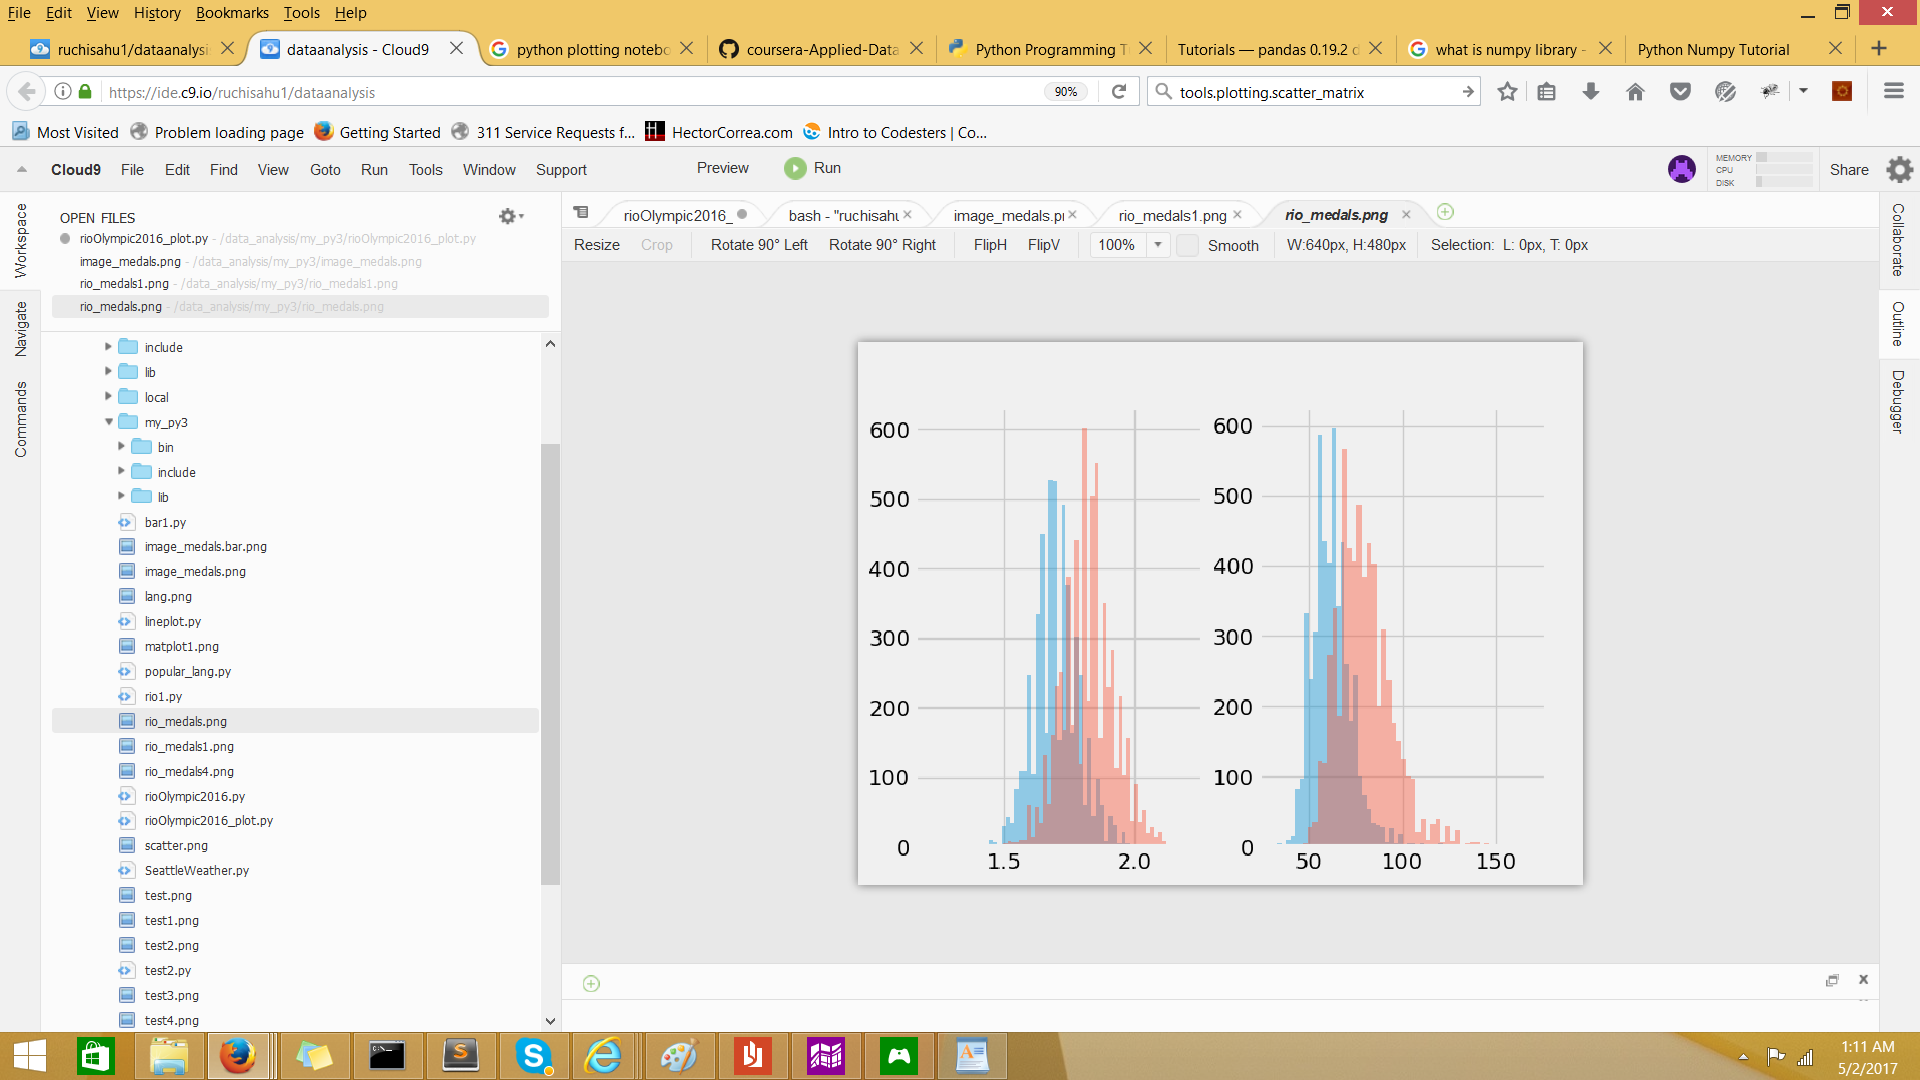 File Edit View History Bookmarks Tools Help
ruchisahu1/dataanalysis
dataanalysis - Cloud9
python plotting notebo
coursera-Applied-Data
Python Programming T
Tutorials — pandas 0.19.2 d
what is numpy library -
Python Numpy Tutorial
https://ide.c9.io/ruchisahu1/dataanalysis
90%
tools.plotting.scatter_matrix
Most Visited Problem loading page Getting Started 311 Service Requests f... HectorCorrea.com Intro to Codesters | Co...
Cloud9 File Edit Find View Goto Run Tools Window Support Preview Run
MEMORY
CPU
DISK
Share
Workspace
Navigate
Commands
OPEN FILES
rioOlympic2016_plot.py - /data_analysis/my_py3/rioOlympic2016_plot.py
image_medals.png - /data_analysis/my_py3/image_medals.png
rio_medals1.png - /data_analysis/my_py3/rio_medals1.png
rio_medals.png - /data_analysis/my_py3/rio_medals.png
include
lib
local
my_py3
bin
include
lib
bar1.py
image_medals.bar.png
image_medals.png
lang.png
lineplot.py
matplot1.png
popular_lang.py
rio1.py
rio_medals.png
rio_medals1.png
rio_medals4.png
rioOlympic2016.py
rioOlympic2016_plot.py
scatter.png
SeattleWeather.py
test.png
test1.png
test2.png
test2.py
test3.png
test4.png
rioOlympic2016_
bash - "ruchisahu
image_medals.p
rio_medals1.png
rio_medals.png
Resize Crop Rotate 90° Left Rotate 90° Right FlipH FlipV 100% Smooth W:640px, H:480px Selection: L: 0px, T: 0px
600
500
400
300
200
100
0
1.5 2.0
600
500
400
300
200
100
0
50 100 150
Collaborate
Outline
Debugger
1:11 AM
5/2/2017